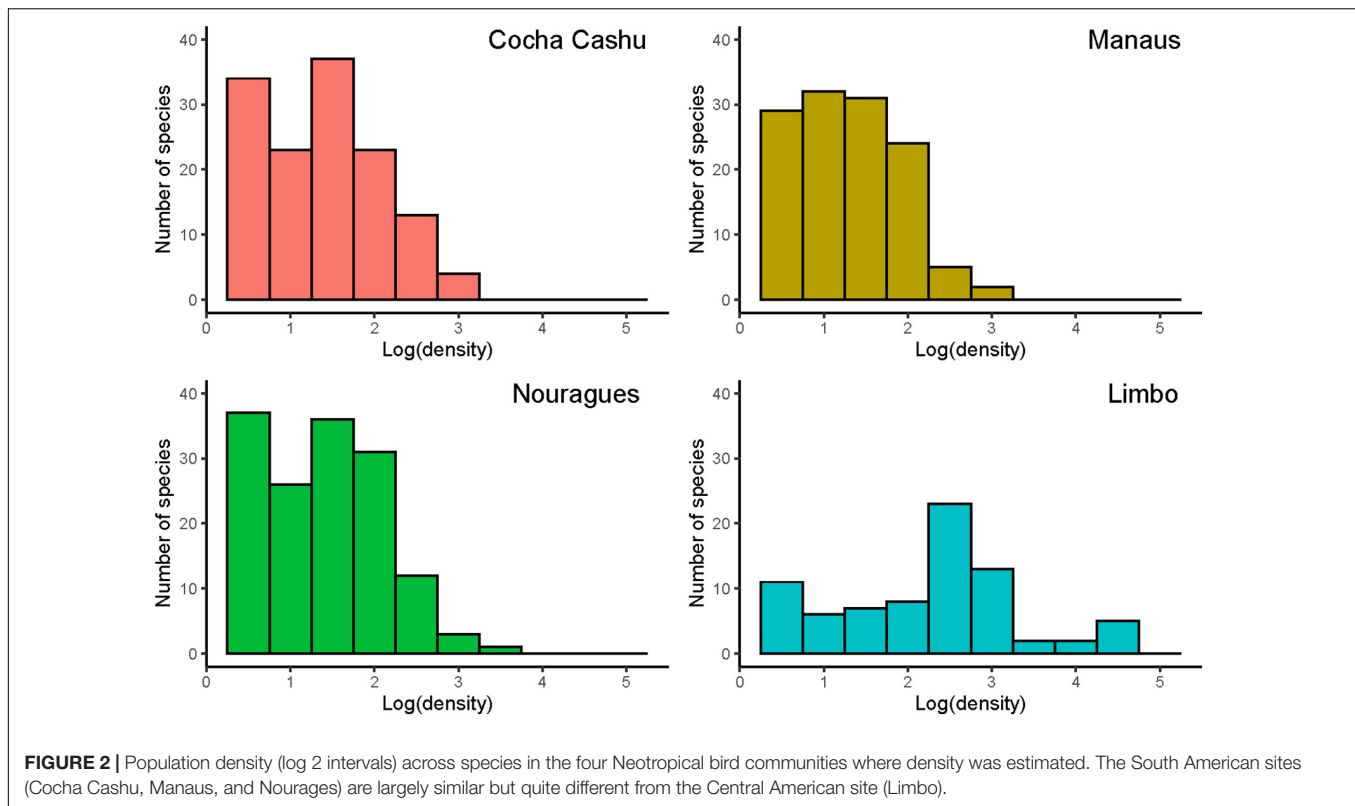 Cocha Cashu
40
30
20
10
0
Number of species
0 1 2 3 4 5
Log(density)
Manaus
40
30
20
10
0
Number of species
0 1 2 3 4 5
Log(density)
Nouragues
40
30
20
10
0
Number of species
0 1 2 3 4 5
Log(density)
Limbo
40
30
20
10
0
Number of species
0 1 2 3 4 5
Log(density)
FIGURE 2 | Population density (log 2 intervals) across species in the four Neotropical bird communities where density was estimated. The South American sites
(Cocha Cashu, Manaus, and Nourages) are largely similar but quite different from the Central American site (Limbo).